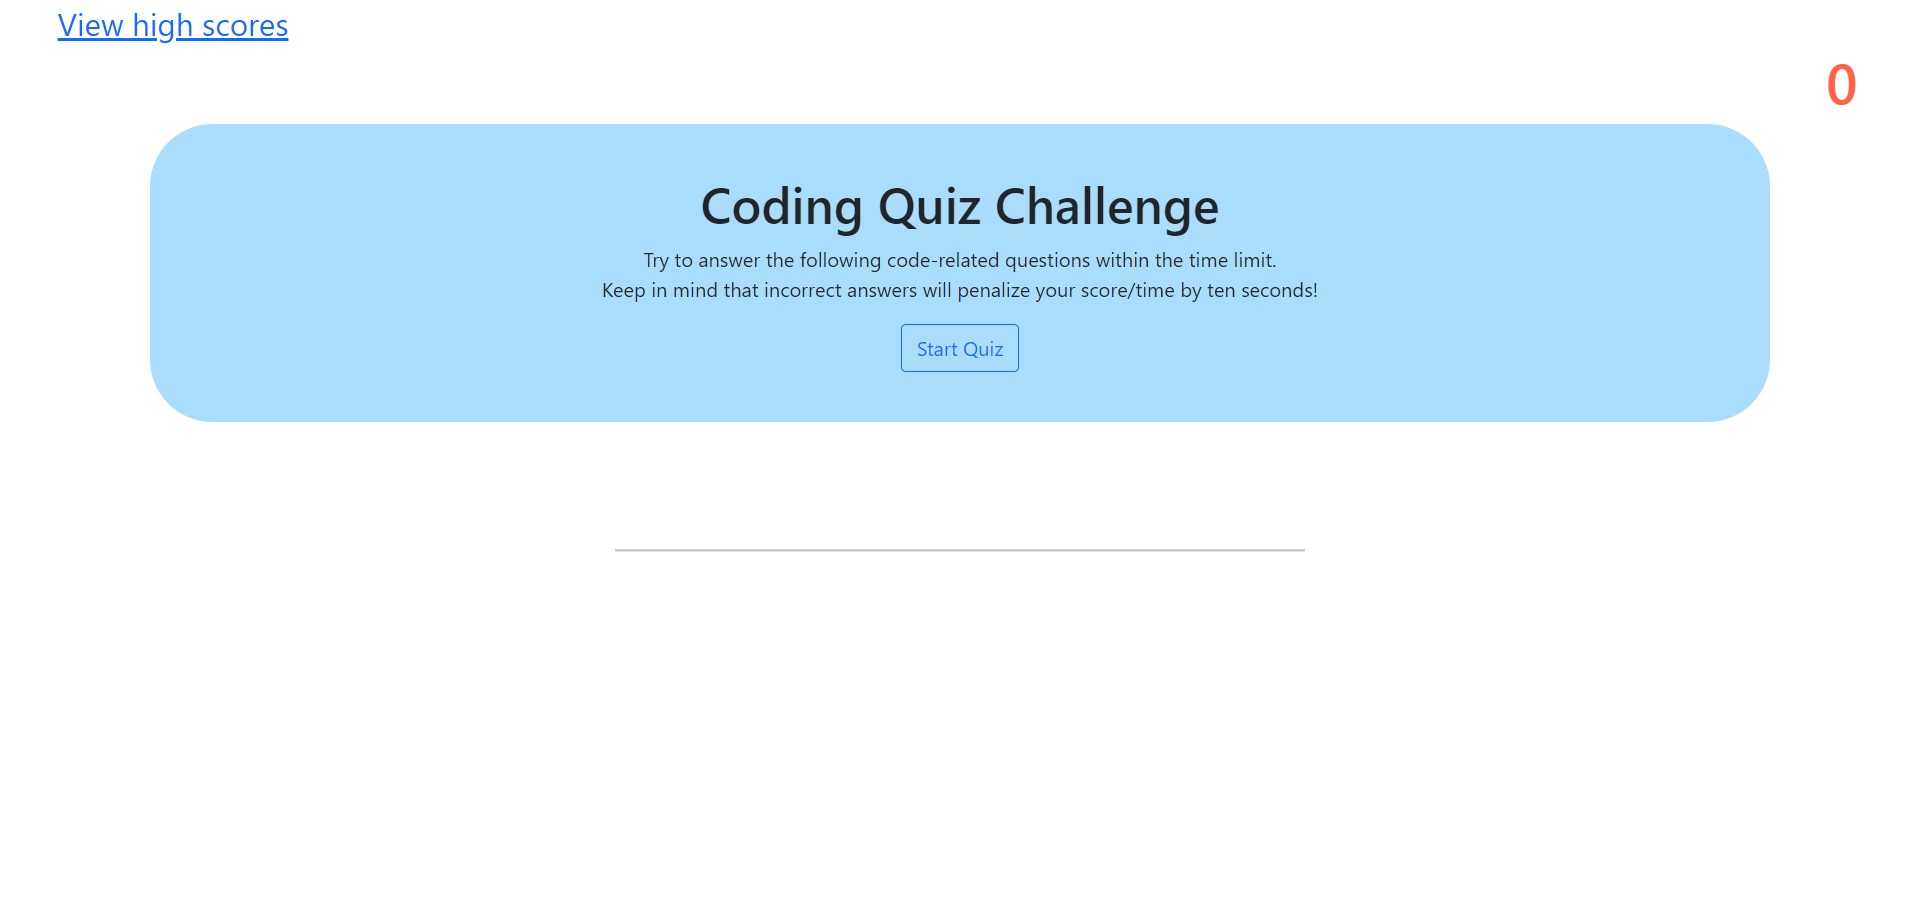 View high scores
0
Coding Quiz Challenge
Try to answer the following code-related questions within the time limit.
Keep in mind that incorrect answers will penalize your score/time by ten seconds!
Start Quiz